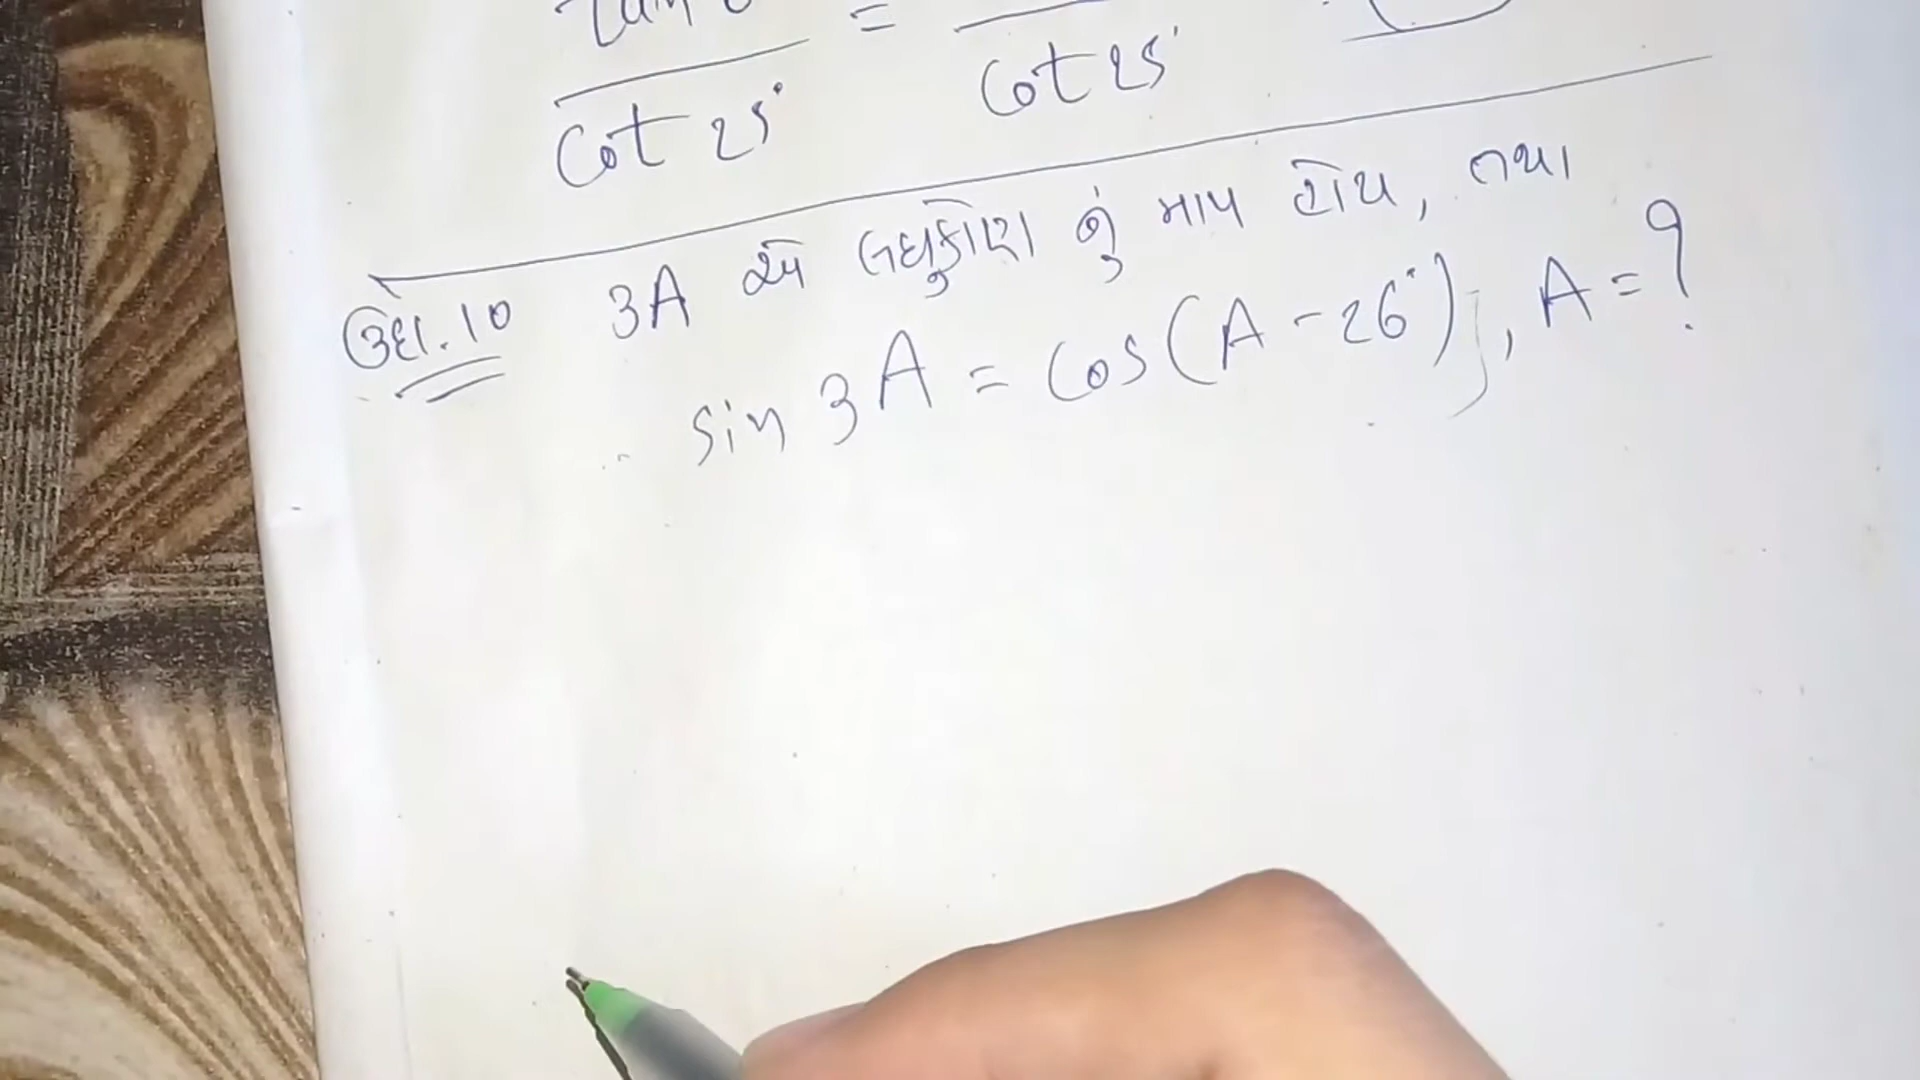 =
cot 25° cot 25°
ઉદા.10 3A એ લઘુકોણ નું માપ હોય, તથા
sin 3A = cos(A - 26°), A = ?